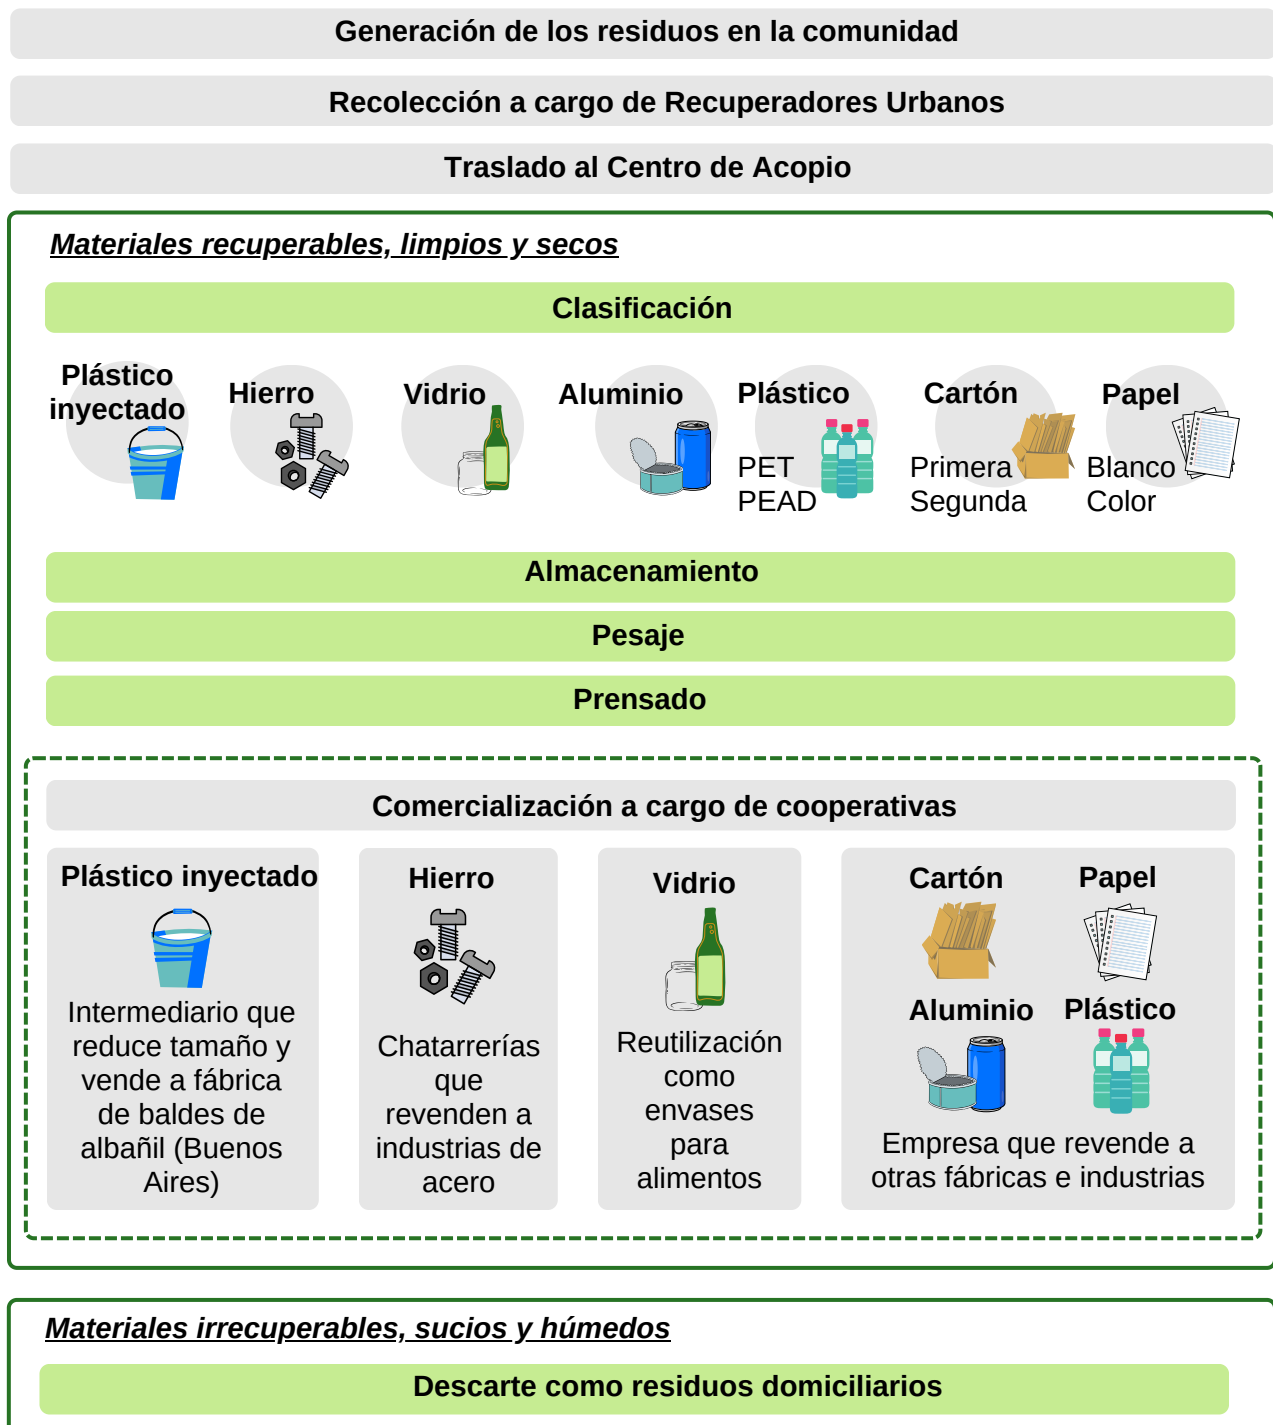 Generación de los residuos en la comunidad
Recolección a cargo de Recuperadores Urbanos
Traslado al Centro de Acopio
Materiales recuperables, limpios y secos
Clasificación
Plástico
inyectado
Hierro
Vidrio
Aluminio
Plástico
PET
PEAD
Cartón
Primera
Segunda
Papel
Blanco
Color
Almacenamiento
Pesaje
Prensado
Comercialización a cargo de cooperativas
Plástico inyectado
Intermediario que
reduce tamaño y
vende a fábrica
de baldes de
albañil (Buenos
Aires)
Hierro
Chatarrerías
que
revenden a
industrias de
acero
Vidrio
Reutilización
como
envases
para
alimentos
Cartón
Papel
Aluminio
Plástico
Empresa que revende a
otras fábricas e industrias
Materiales irrecuperables, sucios y húmedos
Descarte como residuos domiciliarios